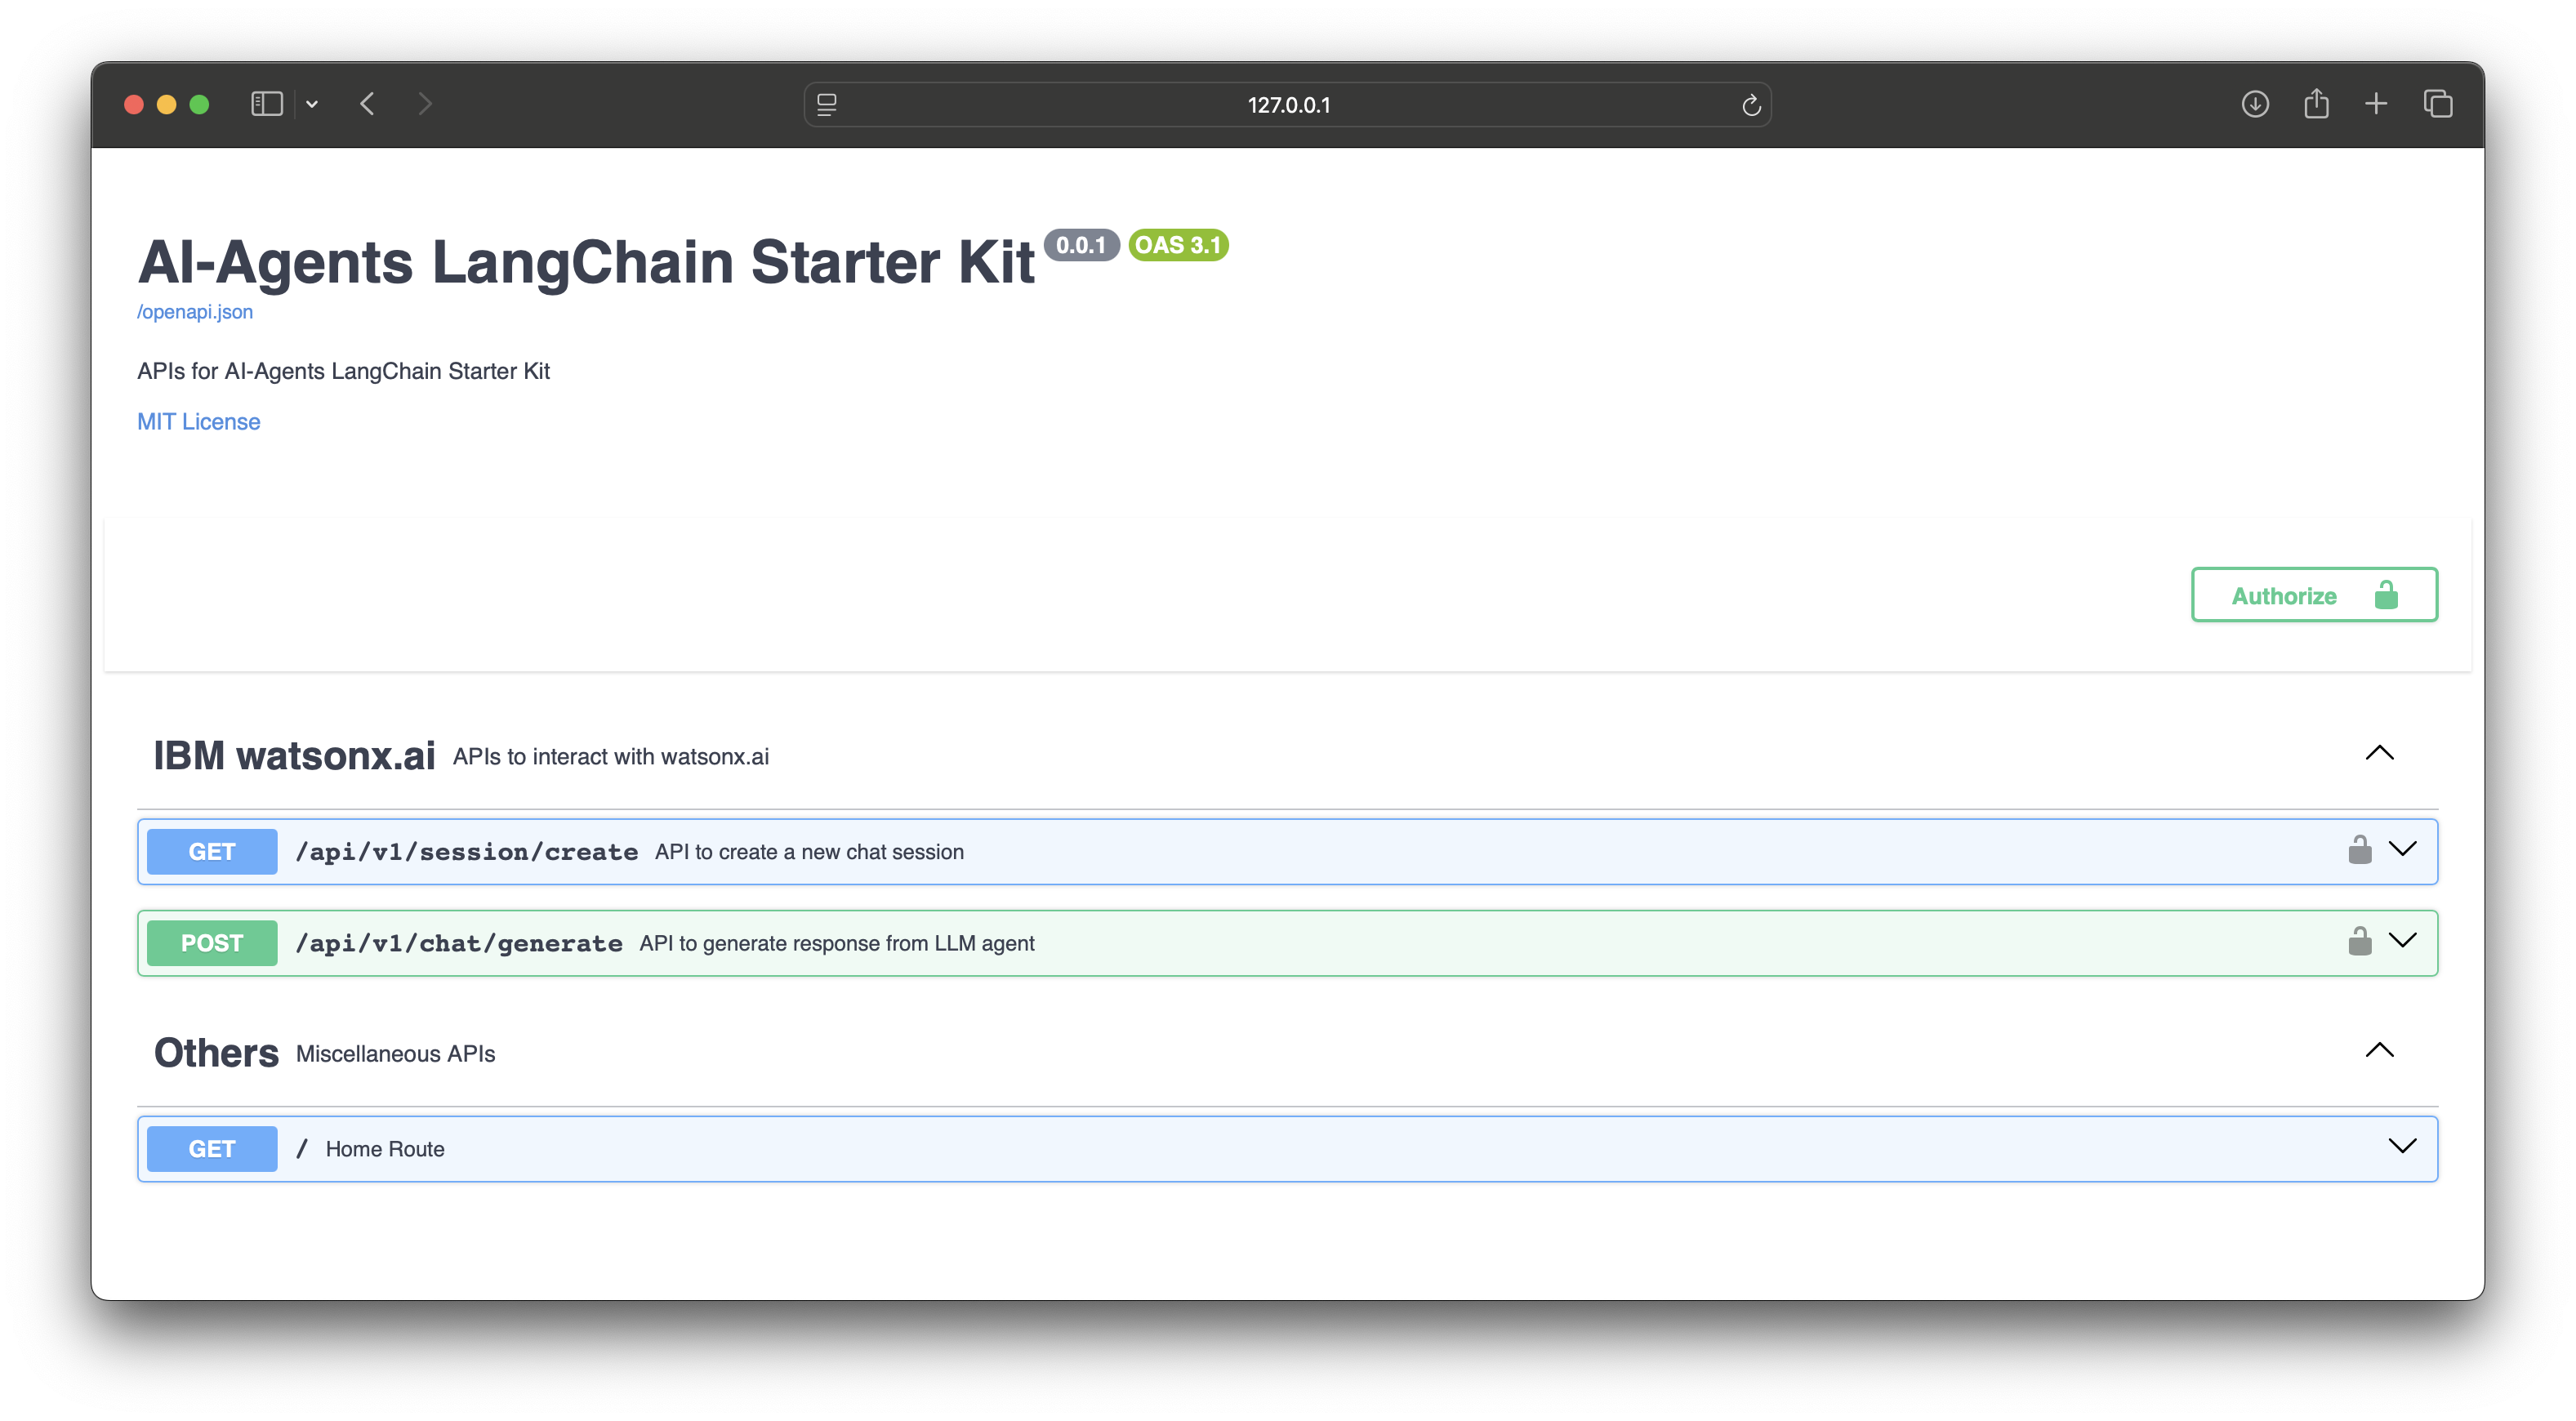 127.0.0.1
AI-Agents LangChain Starter Kit 0.0.1 OAS 3.1
/openapi.json
APIs for AI-Agents LangChain Starter Kit
MIT License
Authorize
IBM watsonx.ai APIs to interact with watsonx.ai
GET /api/v1/session/create API to create a new chat session
POST /api/v1/chat/generate API to generate response from LLM agent
Others Miscellaneous APIs
GET / Home Route